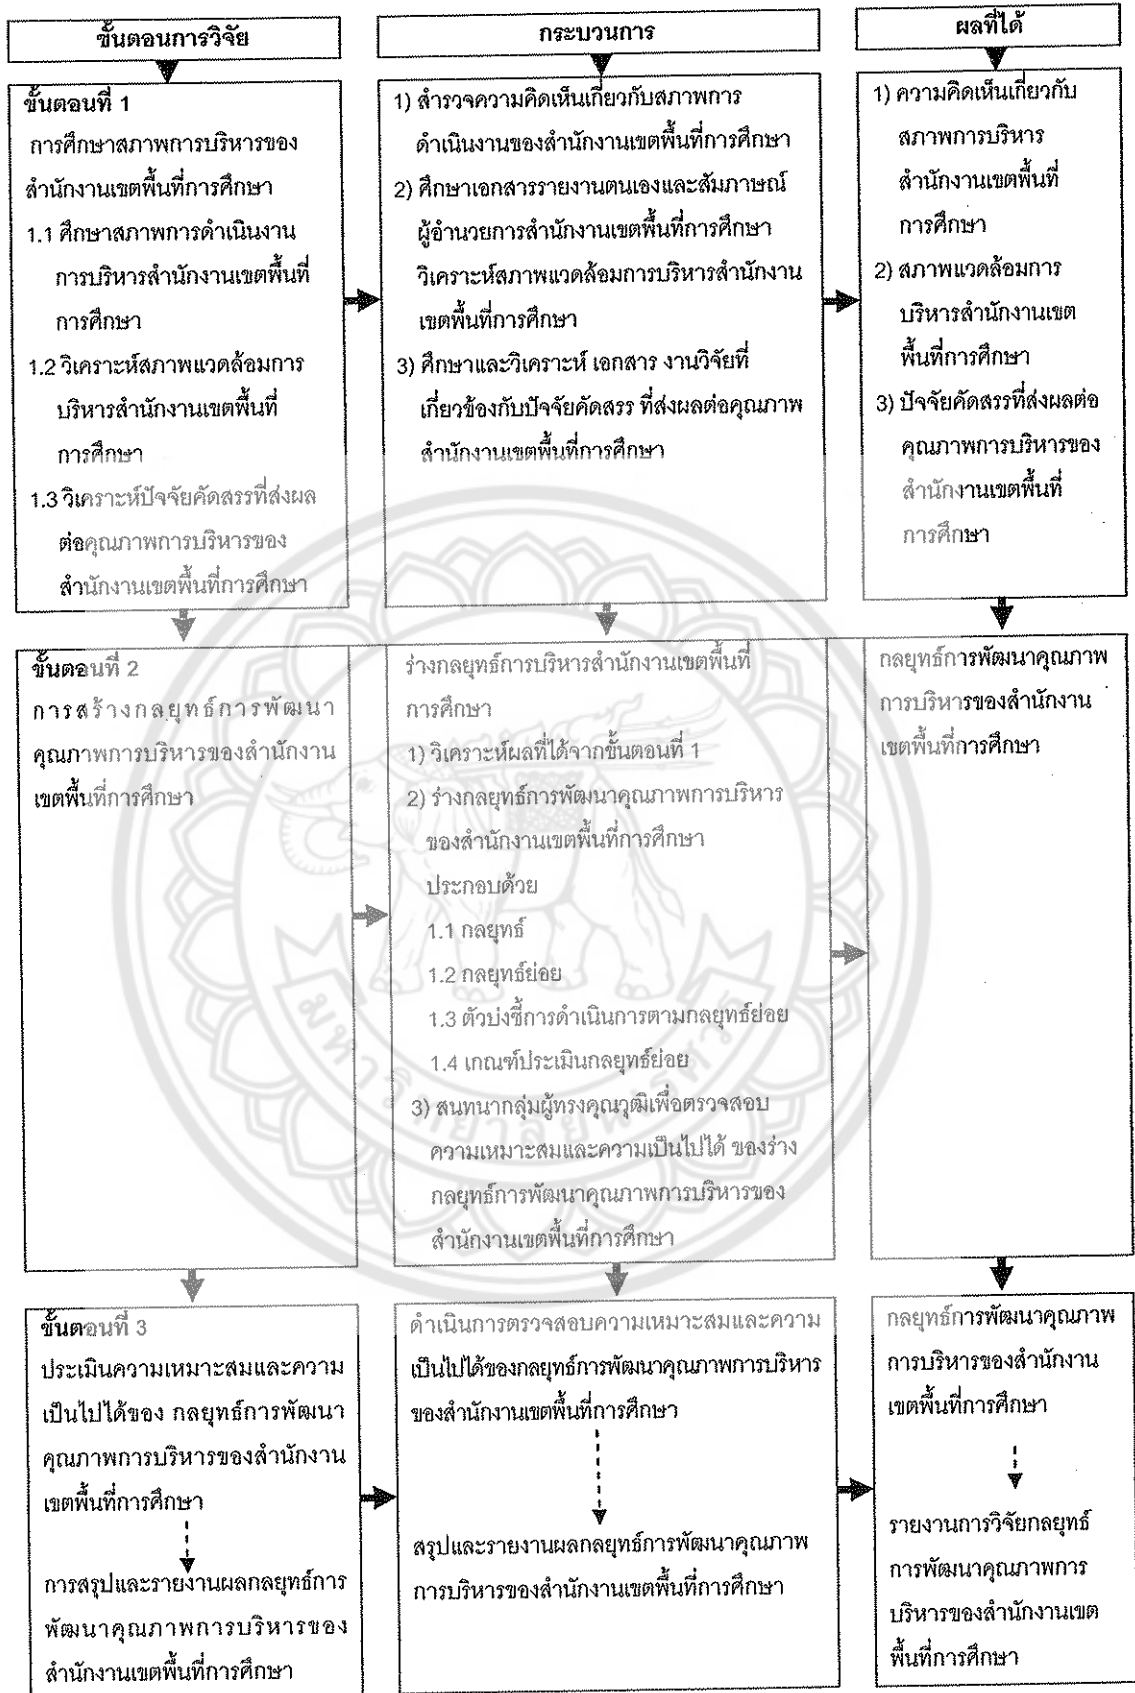 ขั้นตอนการวิจัย
กระบวนการ
ผลที่ได้
ขั้นตอนที่ 1
การศึกษาสภาพการบริหารของ
สำนักงานเขตพื้นที่การศึกษา
1.1 ศึกษาสภาพการดำเนินงาน
การบริหารสำนักงานเขตพื้นที่
การศึกษา
1.2 วิเคราะห์สภาพแวดล้อมการ
บริหารสำนักงานเขตพื้นที่
การศึกษา
1.3 วิเคราะห์ปัจจัยคัดสรรที่ส่งผล
ต่อคุณภาพการบริหารของ
สำนักงานเขตพื้นที่การศึกษา
1) สำรวจความคิดเห็นเกี่ยวกับสภาพการ
ดำเนินงานของสำนักงานเขตพื้นที่การศึกษา
2) ศึกษาเอกสารรายงานตนเองและสัมภาษณ์
ผู้อำนวยการสำนักงานเขตพื้นที่การศึกษา
วิเคราะห์สภาพแวดล้อมการบริหารสำนักงาน
เขตพื้นที่การศึกษา
3) ศึกษาและวิเคราะห์ เอกสาร งานวิจัยที่
เกี่ยวข้องกับปัจจัยคัดสรร ที่ส่งผลต่อคุณภาพ
สำนักงานเขตพื้นที่การศึกษา
1) ความคิดเห็นเกี่ยวกับ
สภาพการบริหาร
สำนักงานเขตพื้นที่
การศึกษา
2) สภาพแวดล้อมการ
บริหารสำนักงานเขต
พื้นที่การศึกษา
3) ปัจจัยคัดสรรที่ส่งผลต่อ
คุณภาพการบริหารของ
สำนักงานเขตพื้นที่
การศึกษา
ขั้นตอนที่ 2
การสร้างกลยุทธ์การพัฒนา
คุณภาพการบริหารของสำนักงาน
เขตพื้นที่การศึกษา
ร่างกลยุทธ์การบริหารสำนักงานเขตพื้นที่
การศึกษา
1) วิเคราะห์ผลที่ได้จากขั้นตอนที่ 1
2) ร่างกลยุทธ์การพัฒนาคุณภาพการบริหาร
ของสำนักงานเขตพื้นที่การศึกษา
ประกอบด้วย
1.1 กลยุทธ์
1.2 กลยุทธ์ย่อย
1.3 ตัวบ่งชี้การดำเนินการตามกลยุทธ์ย่อย
1.4 เกณฑ์ประเมินกลยุทธ์ย่อย
3) สนทนากลุ่มผู้ทรงคุณวุฒิเพื่อตรวจสอบ
ความเหมาะสมและความเป็นไปได้ ของร่าง
กลยุทธ์การพัฒนาคุณภาพการบริหารของ
สำนักงานเขตพื้นที่การศึกษา
กลยุทธ์การพัฒนาคุณภาพ
การบริหารของสำนักงาน
เขตพื้นที่การศึกษา
มหาวิทยาลัยนเรศวร
ขั้นตอนที่ 3
ประเมินความเหมาะสมและความ
เป็นไปได้ของ กลยุทธ์การพัฒนา
คุณภาพการบริหารของสำนักงาน
เขตพื้นที่การศึกษา
การสรุปและรายงานผลกลยุทธ์การ
พัฒนาคุณภาพการบริหารของ
สำนักงานเขตพื้นที่การศึกษา
ดำเนินการตรวจสอบความเหมาะสมและความ
เป็นไปได้ของกลยุทธ์การพัฒนาคุณภาพการบริหาร
ของสำนักงานเขตพื้นที่การศึกษา
สรุปและรายงานผลกลยุทธ์การพัฒนาคุณภาพ
การบริหารของสำนักงานเขตพื้นที่การศึกษา
กลยุทธ์การพัฒนาคุณภาพ
การบริหารของสำนักงาน
เขตพื้นที่การศึกษา
รายงานการวิจัยกลยุทธ์
การพัฒนาคุณภาพการ
บริหารของสำนักงานเขต
พื้นที่การศึกษา